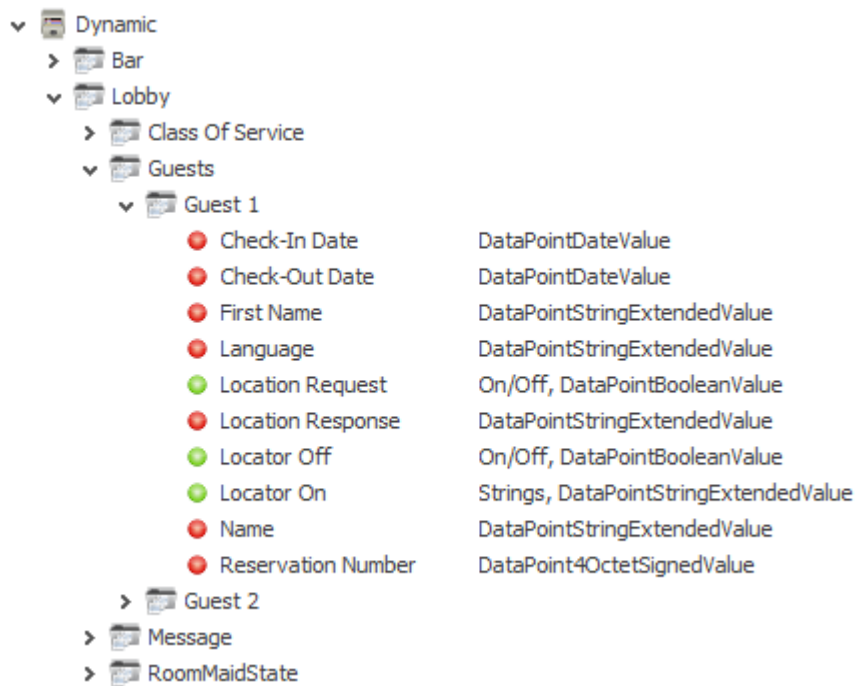 Dynamic
Bar
Lobby
Class Of Service
Guests
Guest 1
Check-In Date DataPointDateValue
Check-Out Date DataPointDateValue
First Name DataPointStringExtendedValue
Language DataPointStringExtendedValue
Location Request On/Off, DataPointBooleanValue
Location Response DataPointStringExtendedValue
Locator Off On/Off, DataPointBooleanValue
Locator On Strings, DataPointStringExtendedValue
Name DataPointStringExtendedValue
Reservation Number DataPoint4OctetSignedValue
Guest 2
Message
RoomMaidState